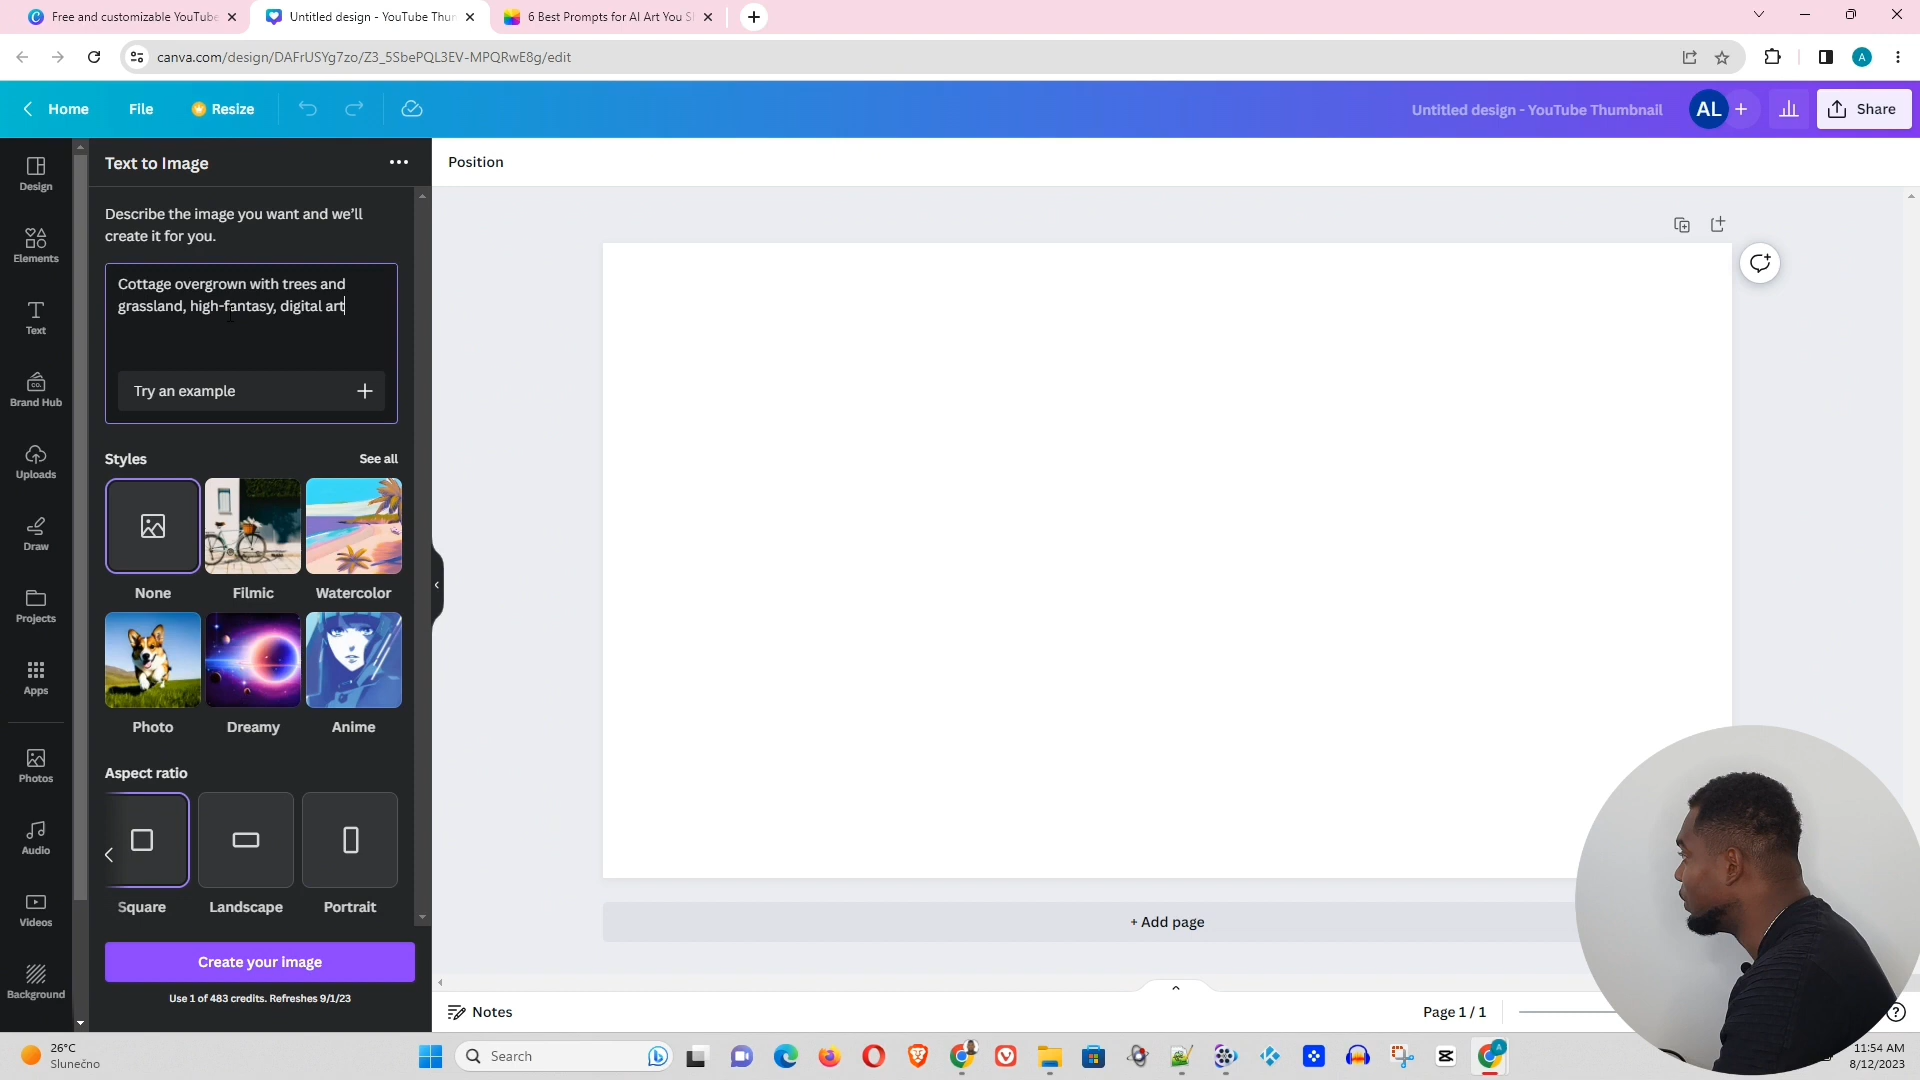 Free and customizable YouTube
Untitled design - YouTube Thun
6 Best Prompts for AI Art You S
canva.com/design/DAFrUSYg7zo/Z3_5SbePQL3EV-MPQRwE8g/edit
A
Home
File
Resize
Untitled design - YouTube Thumbnail
AL
+
Share
Design
Elements
Text
Brand Hub
Uploads
Draw
Projects
Apps
Photos
Audio
Videos
Background
Text to Image
Describe the image you want and we'll
create it for you.
Cottage overgrown with trees and
grassland, high-fantasy, digital art
Try an example
Styles
See all
None
Filmic
Watercolor
Photo
Dreamy
Anime
Aspect ratio
Square
Landscape
Portrait
Create your image
Use 1 of 483 credits. Refreshes 9/1/23
Position
+ Add page
Notes
Page 1 / 1
26°C
Slunečno
Search
11:54 AM
8/12/2023